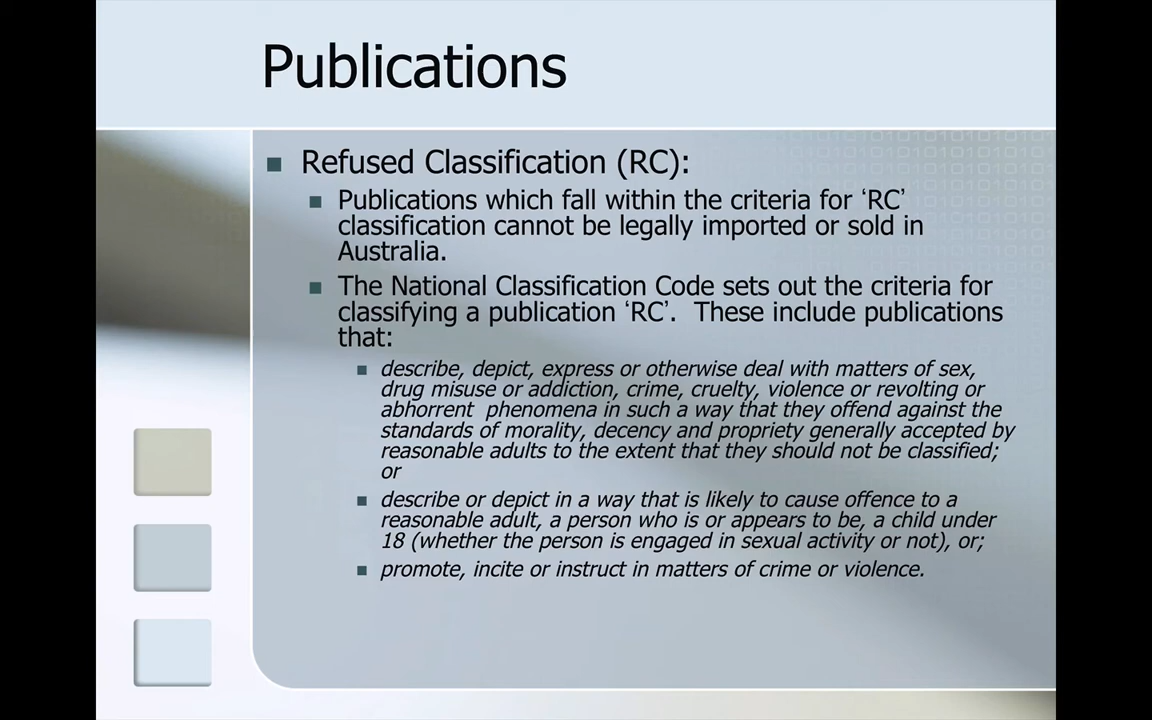 Publications
Refused Classification (RC):
Publications which fall within the criteria for ‘RC’
classification cannot be legally imported or sold in
Australia.
The National Classification Code sets out the criteria for
classifying a publication ‘RC’.  These include publications
that:
describe, depict, express or otherwise deal with matters of sex,
drug misuse or addiction, crime, cruelty, violence or revolting or
abhorrent  phenomena in such a way that they offend against the
standards of morality, decency and propriety generally accepted by
reasonable adults to the extent that they should not be classified;
or
describe or depict in a way that is likely to cause offence to a
reasonable adult, a person who is or appears to be, a child under
18 (whether the person is engaged in sexual activity or not), or;
promote, incite or instruct in matters of crime or violence.